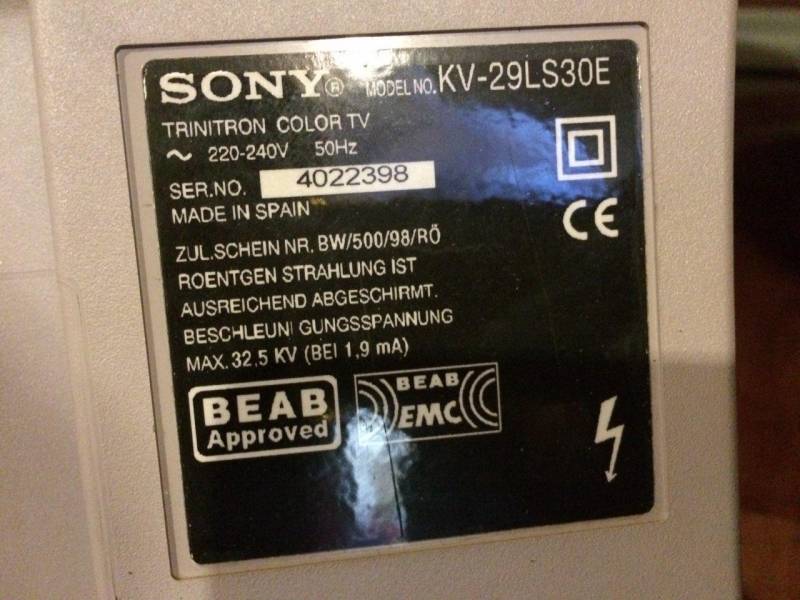 SONY® MODEL NO. KV-29LS30E
TRINITRON COLOR TV
~ 220-240V 50Hz
SER.NO. 4022398
MADE IN SPAIN
CE
ZUL.SCHEIN NR. BW/500/98/RÖ
ROENTGEN STRAHLUNG IST
AUSREICHEND ABGESCHIRMT.
BESCHLEUNI GUNGSSPANNUNG
MAX. 32,5 KV (BEI 1,9 mA)
BEAB
Approved
BEAB
EMC